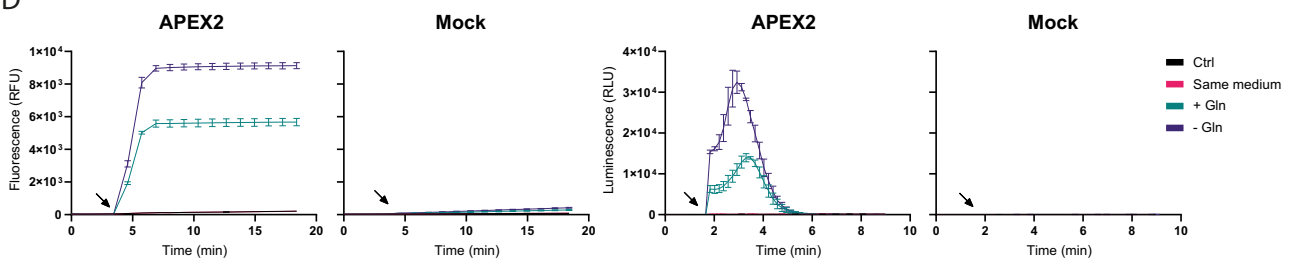 D
APEX2
Mock
APEX2
Mock
Fluorescence (RFU)
1×10⁴
8×10³
6×10³
4×10³
2×10³
0
0 5 10 15 20
Time (min)
0 5 10 15 20
Time (min)
Luminescence (RLU)
4×10⁴
3×10⁴
2×10⁴
1×10⁴
0
0 2 4 6 8 10
Time (min)
0 2 4 6 8 10
Time (min)
Ctrl
Same medium
+ Gln
- Gln